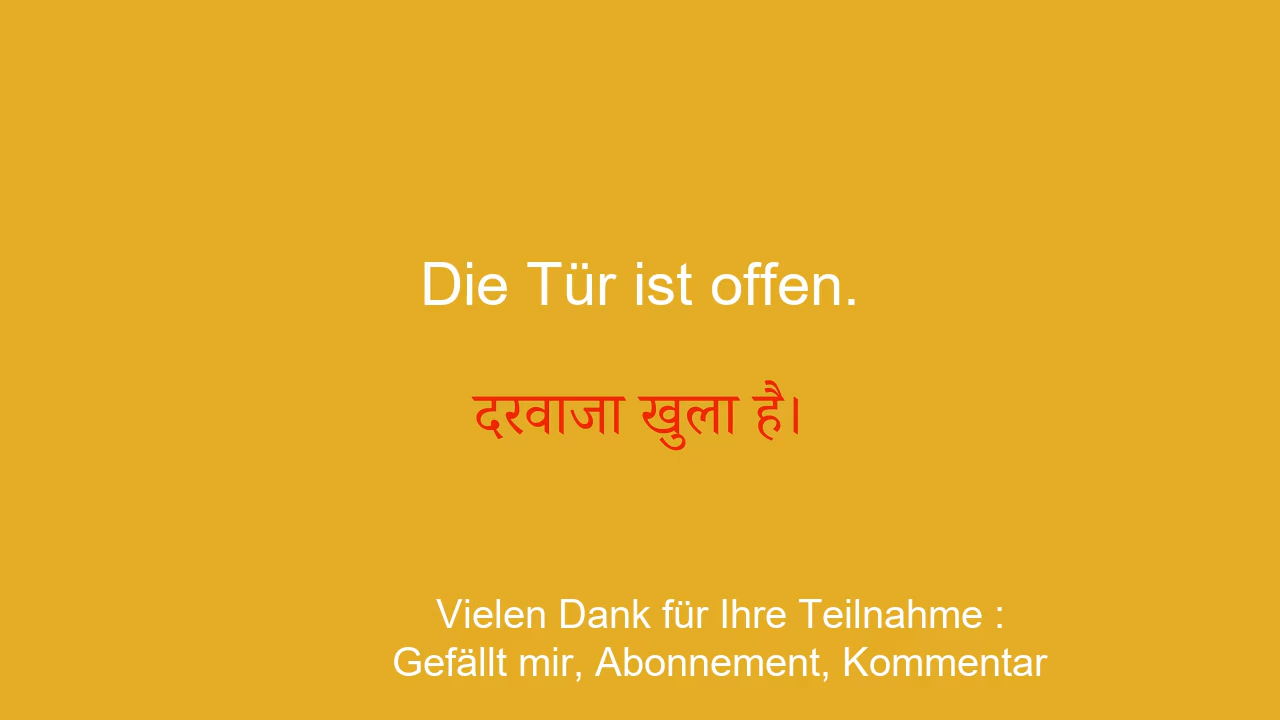 Die Tür ist offen.
दरवाजा खुला है।
Vielen Dank für Ihre Teilnahme :
Gefällt mir, Abonnement, Kommentar